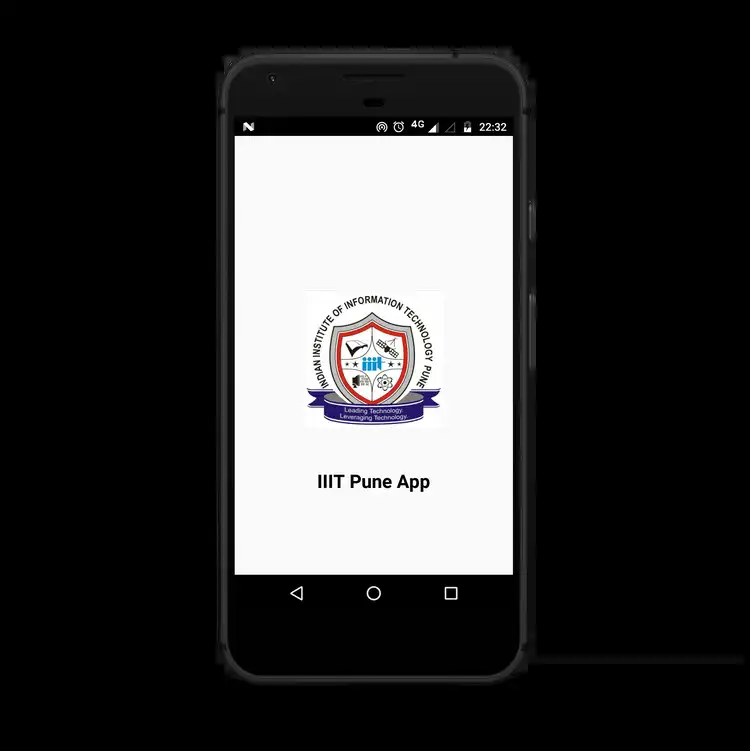 4G 22:32
INDIAN INSTITUTE OF INFORMATION TECHNOLOGY PUNE
iiit
Leading Technology.
Leveraging Technology.
IIIT Pune App